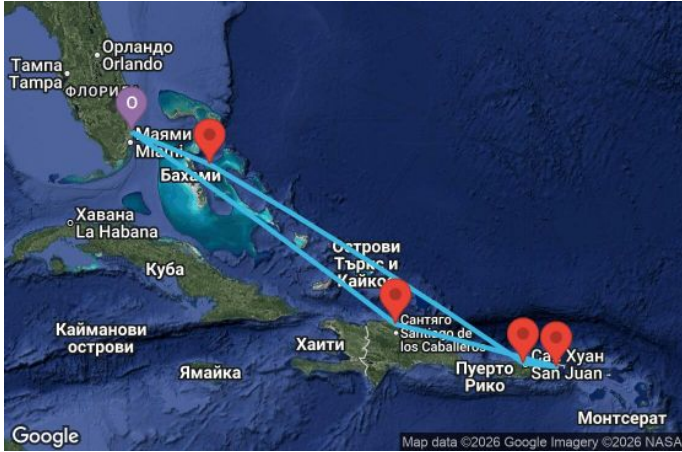 Орландо
Orlando
Тампа
Tampa
ФЛОРИДА
O
Маями
Miami
Бахами
Хавана
La Habana
Острови
Търкс и
Куба
Кайманови
острови
Хаити
Сантяго
Santiago de
los Caballeros
Ямайка
Пуерто
Рико
Сан Хуан
San Juan
Монтсерат
Google
Map data ©2026 Google Imagery ©2026 NASA